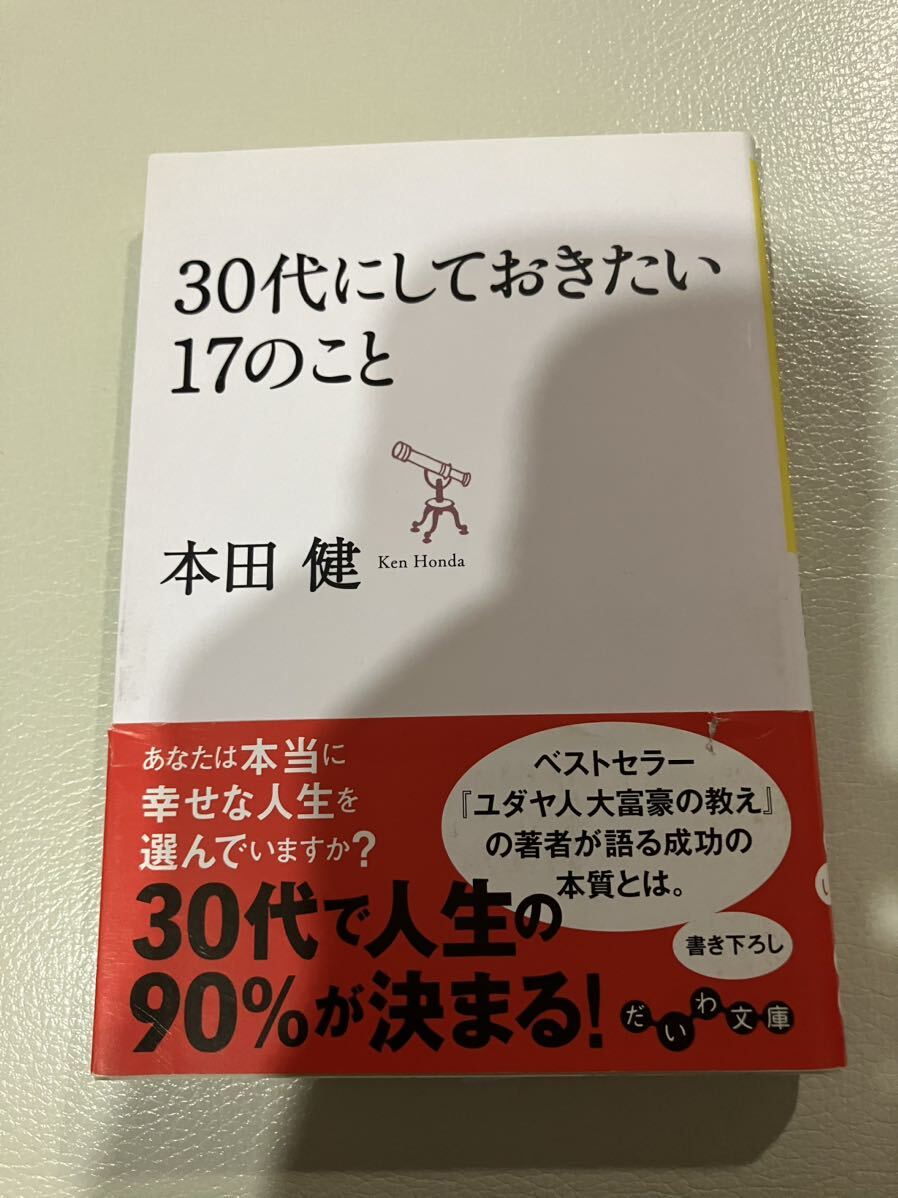 30代にしておきたい
17のこと
本田 健
Ken Honda
あなたは本当に
幸せな人生を
選んでいますか?
ベストセラー
『ユダヤ人大富豪の教え』
の著者が語る成功の
本質とは。
30代で人生の
90%が決まる!
書き下ろし
だいわ文庫